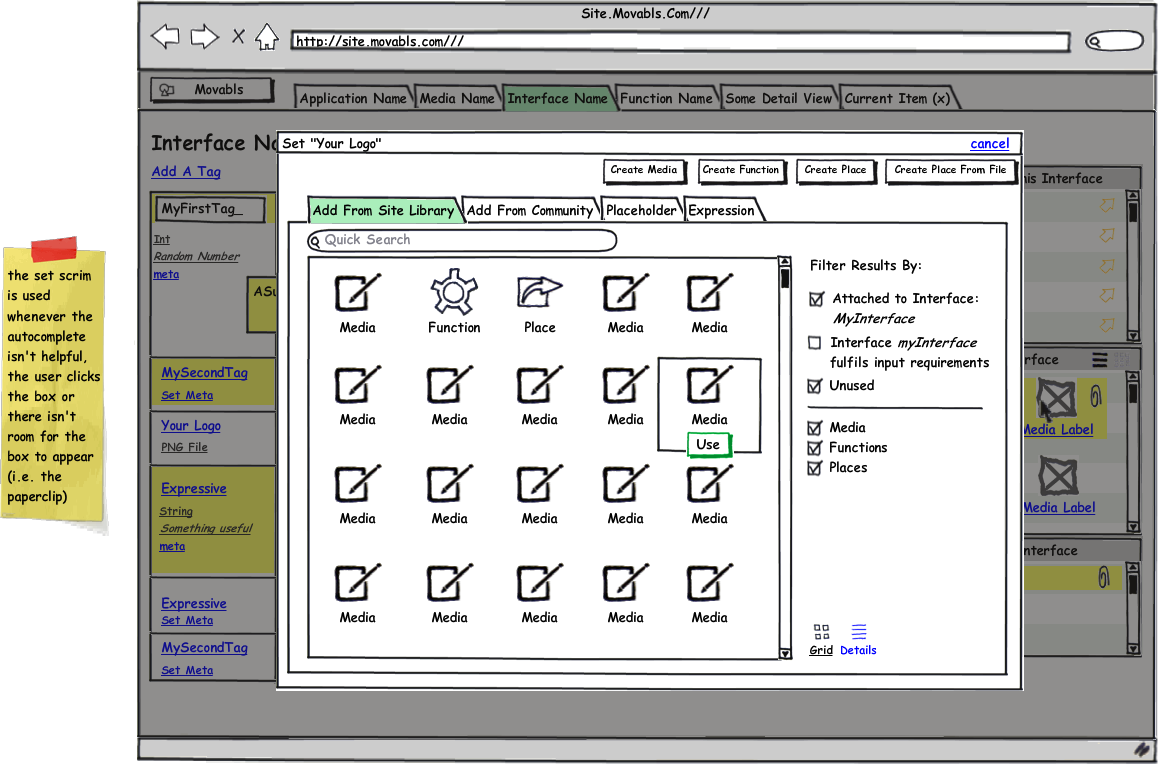 Site.Movabls.Com///
http://site.movabls.com///
Movabls
Application Name
Media Name
Interface Name
Function Name
Some Detail View
Current Item (x)
Interface Na
Add A Tag
MyFirstTag_
Int
Random Number
meta
ASu
MySecondTag
Set Meta
Your Logo
PNG File
Expressive
String
Something useful
meta
Expressive
Set Meta
MySecondTag
Set Meta
the set scrim
is used
whenever the
autocomplete
isn't helpful,
the user clicks
the box or
there isn't
room for the
box to appear
(i.e. the
paperclip)
Set "Your Logo"
cancel
Create Media
Create Function
Create Place
Create Place From File
Add From Site Library
Add From Community
Placeholder
Expression
Quick Search
Media
Function
Place
Media
Media
Media
Media
Media
Media
Media
Use
Media
Media
Media
Media
Media
Media
Media
Media
Media
Media
Filter Results By:
Attached to Interface:
MyInterface
Interface myInterface
fulfils input requirements
Unused
Media
Functions
Places
Grid
Details
his Interface
rface
Media Label
Media Label
nterface